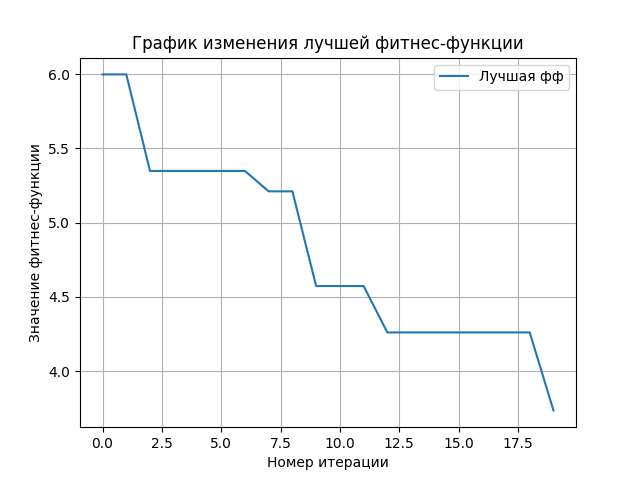 График изменения лучшей фитнес-функции
Лучшая фф
Значение фитнес-функции
6.0
5.5
5.0
4.5
4.0
0.0 2.5 5.0 7.5 10.0 12.5 15.0 17.5
Номер итерации